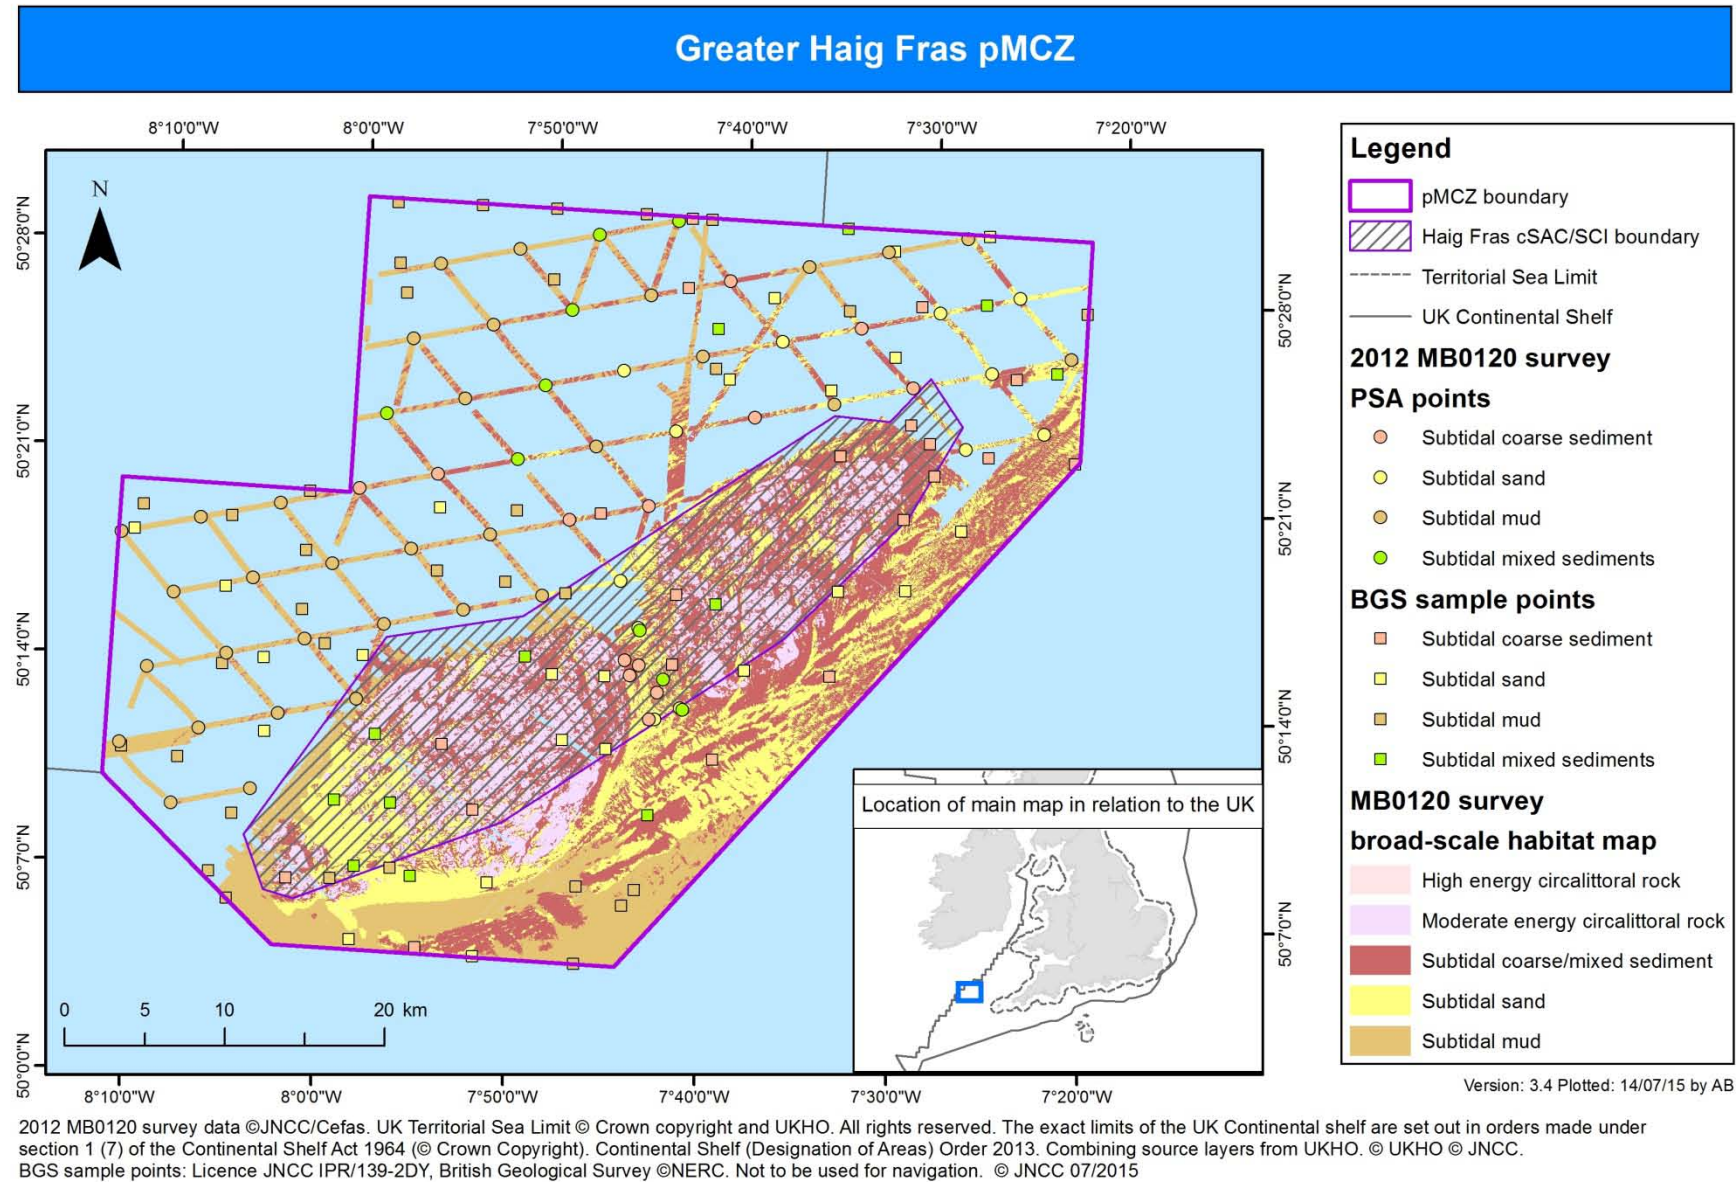 Greater Haig Fras pMCZ
8°10'0"W 8°0'0"W 7°50'0"W 7°40'0"W 7°30'0"W 7°20'0"W
N
50°28'0"N
50°21'0"N
50°14'0"N
50°7'0"N
50°0'0"N
50°28'0"N
50°21'0"N
50°14'0"N
50°7'0"N
0 5 10 20 km
8°10'0"W 8°0'0"W 7°50'0"W 7°40'0"W 7°30'0"W 7°20'0"W
Location of main map in relation to the UK
Legend
pMCZ boundary
Haig Fras cSAC/SCI boundary
Territorial Sea Limit
UK Continental Shelf
2012 MB0120 survey
PSA points
Subtidal coarse sediment
Subtidal sand
Subtidal mud
Subtidal mixed sediments
BGS sample points
Subtidal coarse sediment
Subtidal sand
Subtidal mud
Subtidal mixed sediments
MB0120 survey
broad-scale habitat map
High energy circalittoral rock
Moderate energy circalittoral rock
Subtidal coarse/mixed sediment
Subtidal sand
Subtidal mud
Version: 3.4 Plotted: 14/07/15 by AB
2012 MB0120 survey data ©JNCC/Cefas. UK Territorial Sea Limit © Crown copyright and UKHO. All rights reserved. The exact limits of the UK Continental shelf are set out in orders made under
section 1 (7) of the Continental Shelf Act 1964 (© Crown Copyright). Continental Shelf (Designation of Areas) Order 2013. Combining source layers from UKHO. © UKHO © JNCC.
BGS sample points: Licence JNCC IPR/139-2DY, British Geological Survey ©NERC. Not to be used for navigation. © JNCC 07/2015